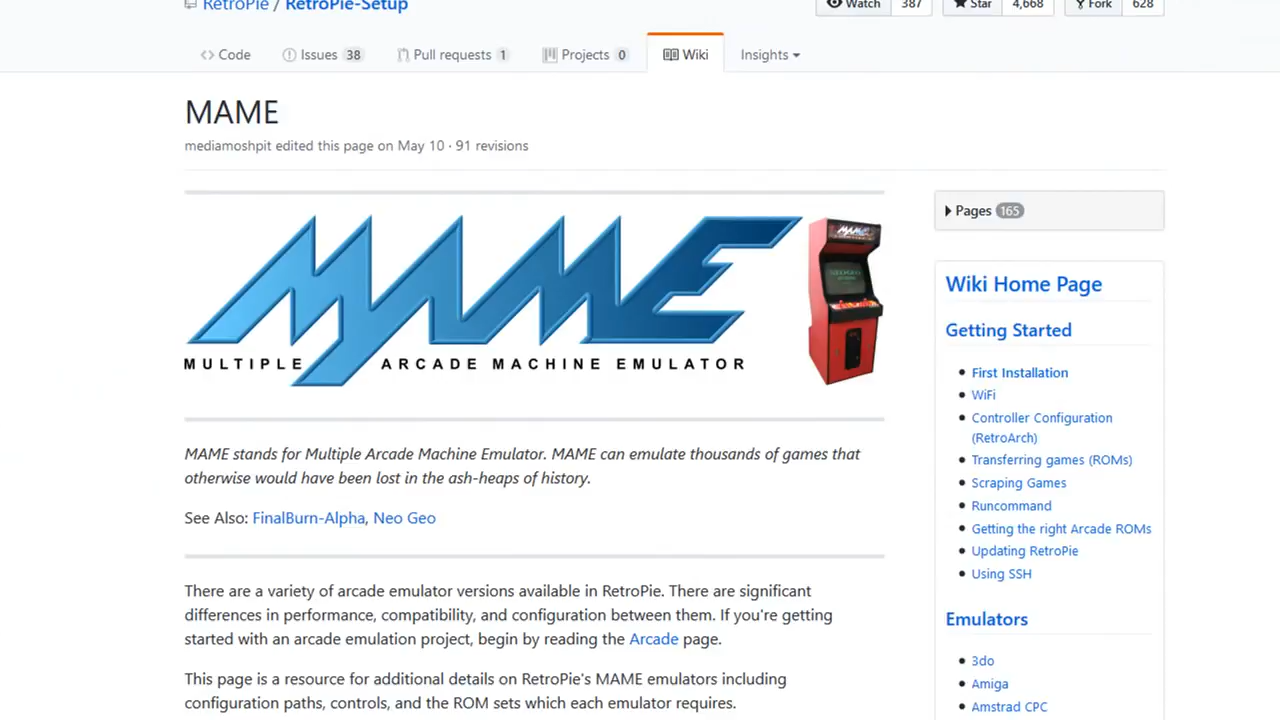 RetroPie / RetroPie-Setup
Watch 387 Star 4,668 Fork 628
Code Issues 38 Pull requests 1 Projects 0 Wiki Insights
MAME
mediamoshpit edited this page on May 10 · 91 revisions
MAME
MULTIPLE ARCADE MACHINE EMULATOR
MAME
MAME stands for Multiple Arcade Machine Emulator. MAME can emulate thousands of games that
otherwise would have been lost in the ash-heaps of history.
See Also: FinalBurn-Alpha, Neo Geo
There are a variety of arcade emulator versions available in RetroPie. There are significant
differences in performance, compatibility, and configuration between them. If you're getting
started with an arcade emulation project, begin by reading the Arcade page.
This page is a resource for additional details on RetroPie's MAME emulators including
configuration paths, controls, and the ROM sets which each emulator requires.
Pages 165
Wiki Home Page
Getting Started
First Installation
WiFi
Controller Configuration
(RetroArch)
Transferring games (ROMs)
Scraping Games
Runcommand
Getting the right Arcade ROMs
Updating RetroPie
Using SSH
Emulators
3do
Amiga
Amstrad CPC